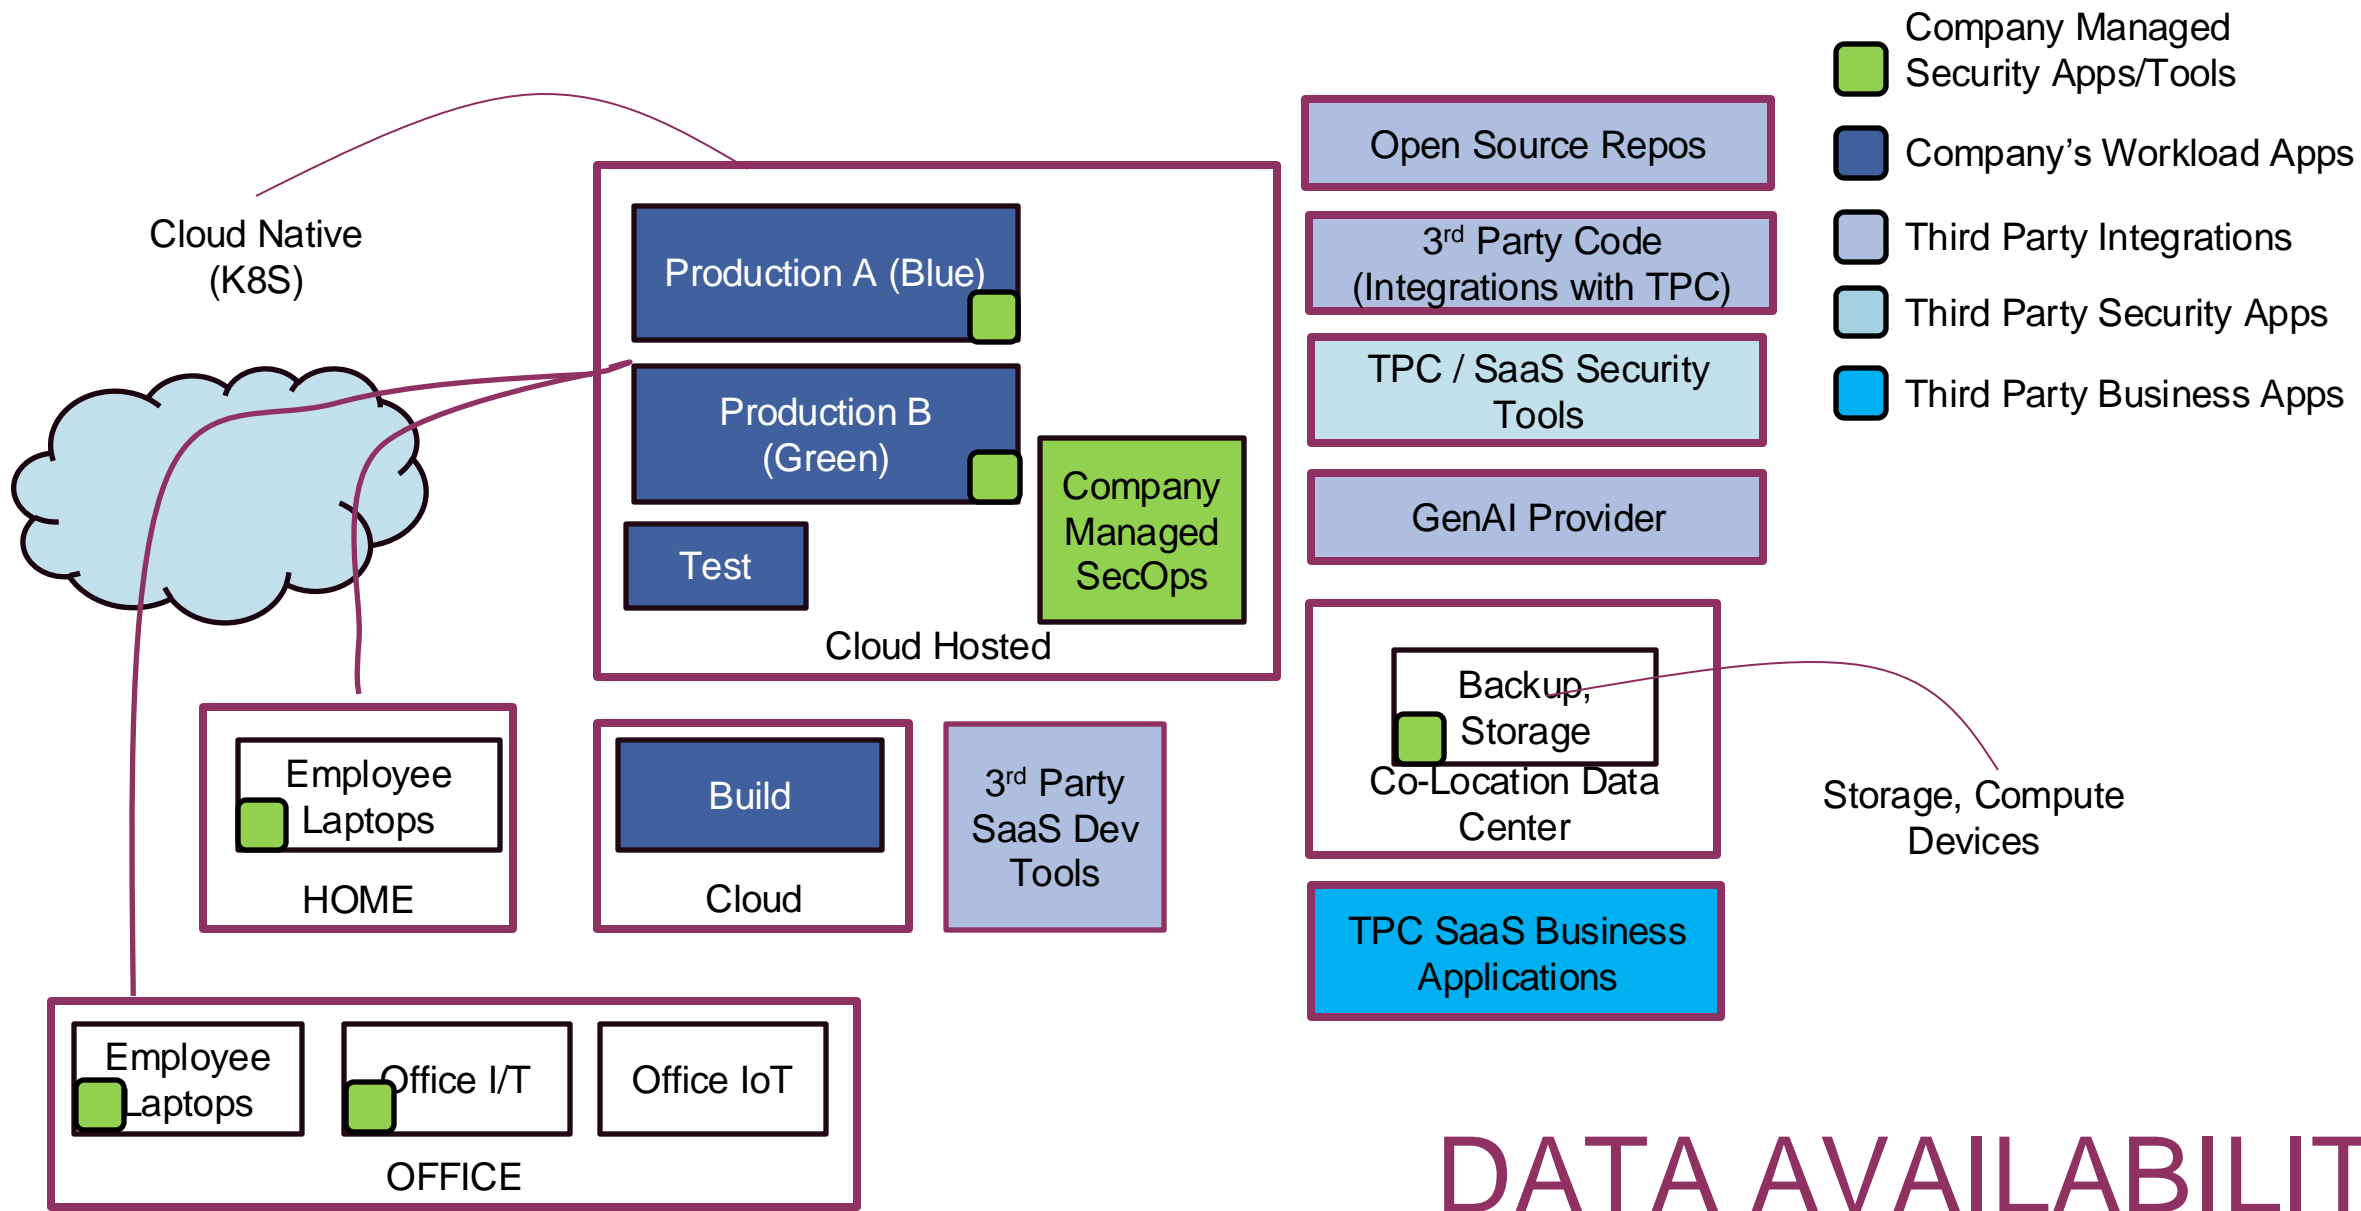 Company Managed
Security Apps/Tools
Company’s Workload Apps
Third Party Integrations
Third Party Security Apps
Third Party Business Apps
Cloud Native
(K8S)
Production A (Blue)
Production B
(Green)
Test
Company
Managed
SecOps
Cloud Hosted
Open Source Repos
3rd Party Code
(Integrations with TPC)
TPC / SaaS Security
Tools
GenAI Provider
Backup,
Storage
Co-Location Data
Center
Storage, Compute
Devices
TPC SaaS Business
Applications
Employee
Laptops
HOME
Build
Cloud
3rd Party
SaaS Dev
Tools
Employee
Laptops
Office I/T
Office IoT
OFFICE
DATA AVAILABILIT